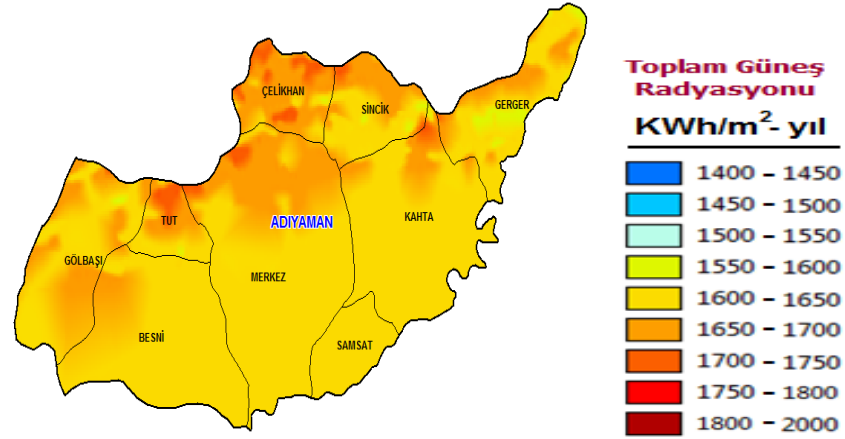 ÇELİKHAN
SİNCİK
GERGER
TUT
ADIYAMAN
KAHTA
GÖLBAŞI
MERKEZ
BESNİ
SAMSAT
Toplam Güneş
Radyasyonu
KWh/m²- yıl
1400 - 1450
1450 - 1500
1500 - 1550
1550 - 1600
1600 - 1650
1650 - 1700
1700 - 1750
1750 - 1800
1800 - 2000